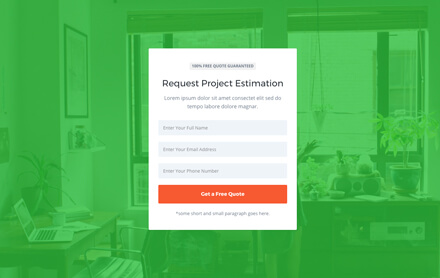 100% FREE QUOTE GUARANTEED
Request Project Estimation
Lorem ipsum dolor sit amet consectet elit sed do
tempu labore dolore magnar.
Enter Your Full Name
Enter Your Email Address
Enter Your Phone Number
Get a Free Quote
*some short and small paragraph goes here.